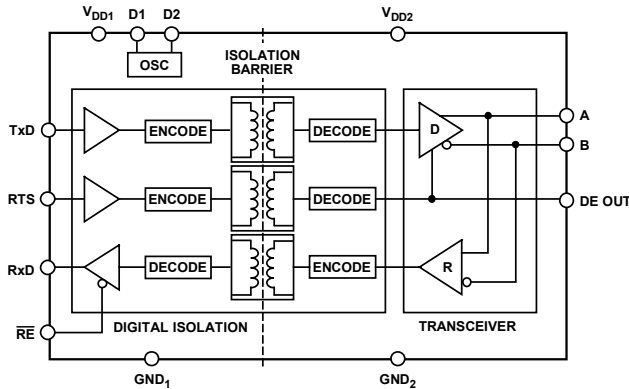 VDD1 D1 D2 VDD2
OSC
ISOLATION
BARRIER
TxD
ENCODE
DECODE
D
A
B
RTS
ENCODE
DECODE
DE OUT
RxD
DECODE
ENCODE
R
RE
DIGITAL ISOLATION
TRANSCEIVER
GND1
GND2